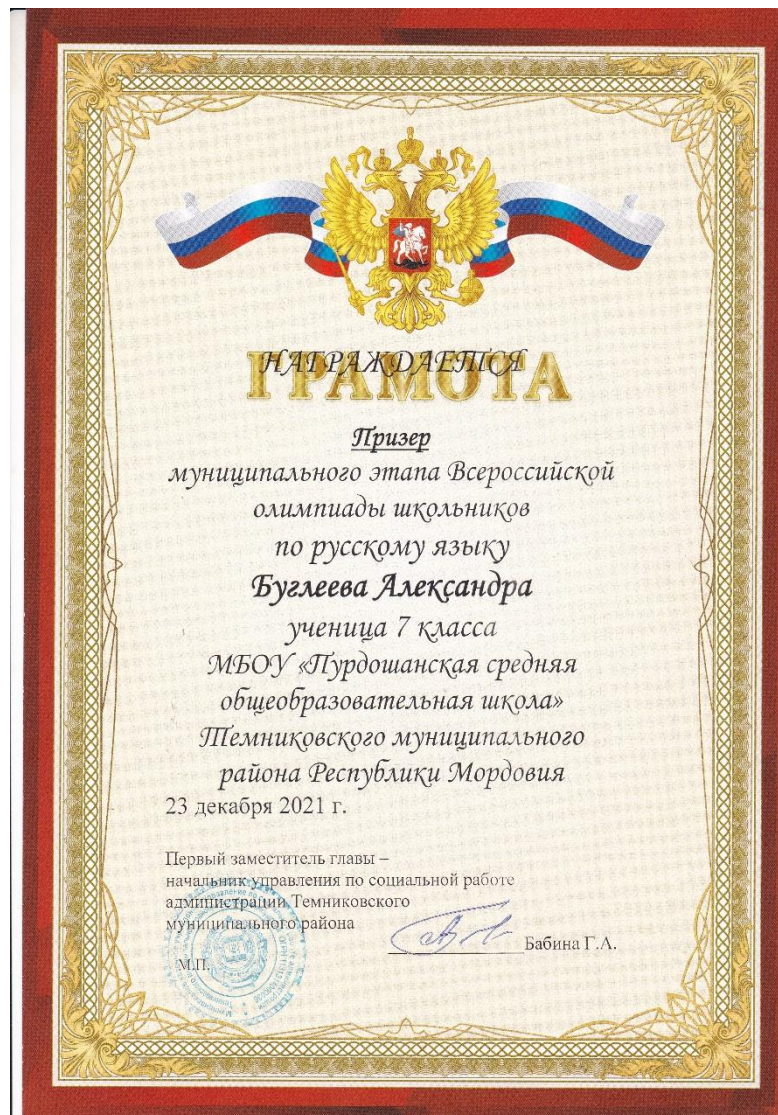 НАГРАЖДАЕТСЯ
ГРАМОТА
Призер
муниципального этапа Всероссийской
олимпиады школьников
по русскому языку
Буглеева Александра
ученица 7 класса
МБОУ «Пурдошанская средняя
общеобразовательная школа»
Темниковского муниципального
района Республики Мордовия
23 декабря 2021 г.
Первый заместитель главы –
начальник управления по социальной работе
администрации Темниковского
муниципального района
Бабина Г.А.
М.П.